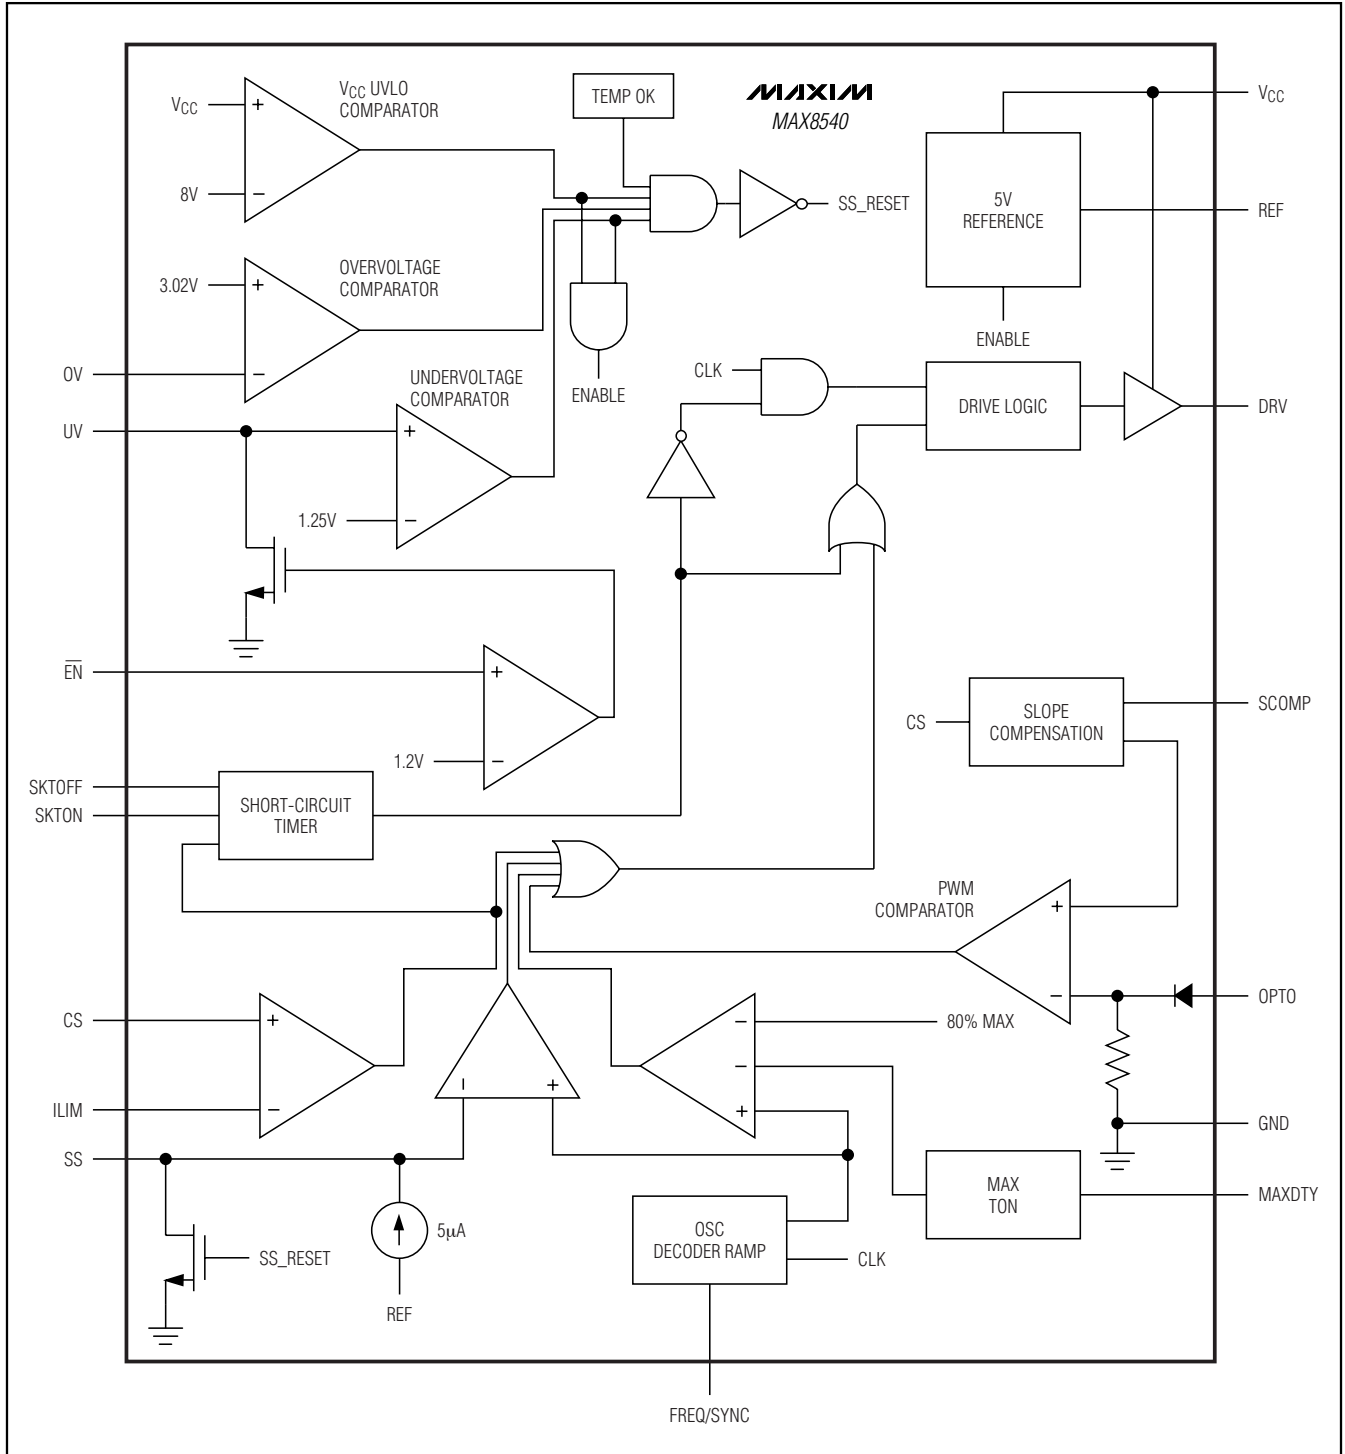 VCC UVLO
COMPARATOR
VCC
+
8V
−
TEMP OK
MAXIM
MAX8540
SS_RESET
VCC
5V
REFERENCE
REF
ENABLE
OVERVOLTAGE
COMPARATOR
3.02V
+
OV
−
ENABLE
UNDERVOLTAGE
COMPARATOR
UV
+
1.25V
−
CLK
DRIVE LOGIC
DRV
EN
+
1.2V
−
SKTOFF
SKTON
SHORT-CIRCUIT
TIMER
CS
SLOPE
COMPENSATION
SCOMP
PWM
COMPARATOR
+
−
OPTO
GND
CS
+
ILIM
−
− +
−
80% MAX
−
+
SS
5µA
SS_RESET
REF
OSC
DECODER RAMP
CLK
MAX
TON
MAXDTY
FREQ/SYNC